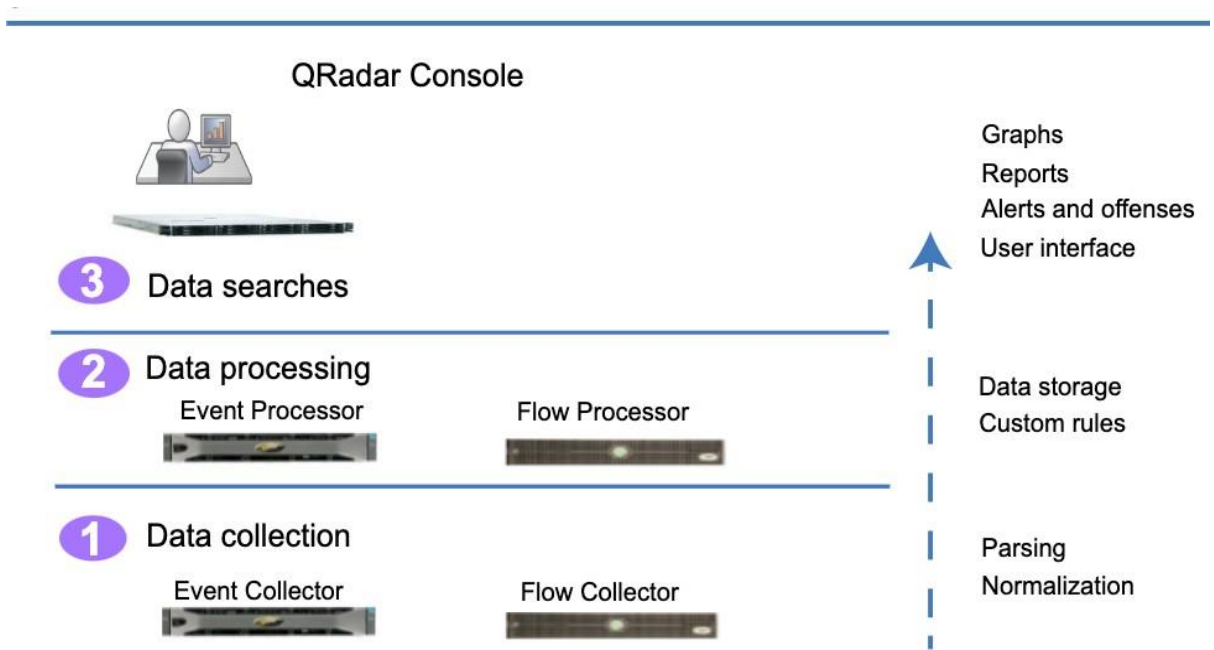 QRadar Console
Graphs
Reports
Alerts and offenses
User interface
3 Data searches
2 Data processing
Event Processor Flow Processor
Data storage
Custom rules
1 Data collection
Event Collector Flow Collector
Parsing
Normalization